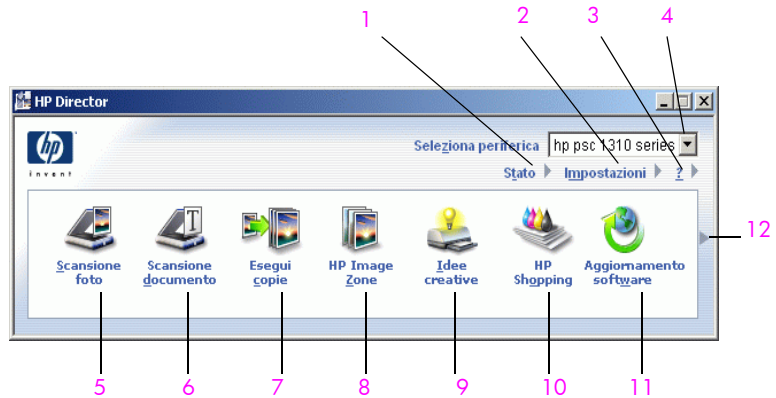 1 2 3 4
HP Director
hp
invent
Seleziona periferica hp psc 1310 series
Stato Impostazioni ?
12
Scansione foto
Scansione documento
Esegui copie
HP Image Zone
Idee creative
HP Shopping
Aggiornamento software
5 6 7 8 9 10 11